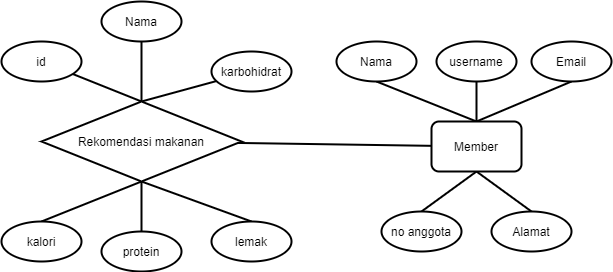 Nama
id
karbohidrat
Rekomendasi makanan
kalori
protein
lemak
Nama
username
Email
Member
no anggota
Alamat